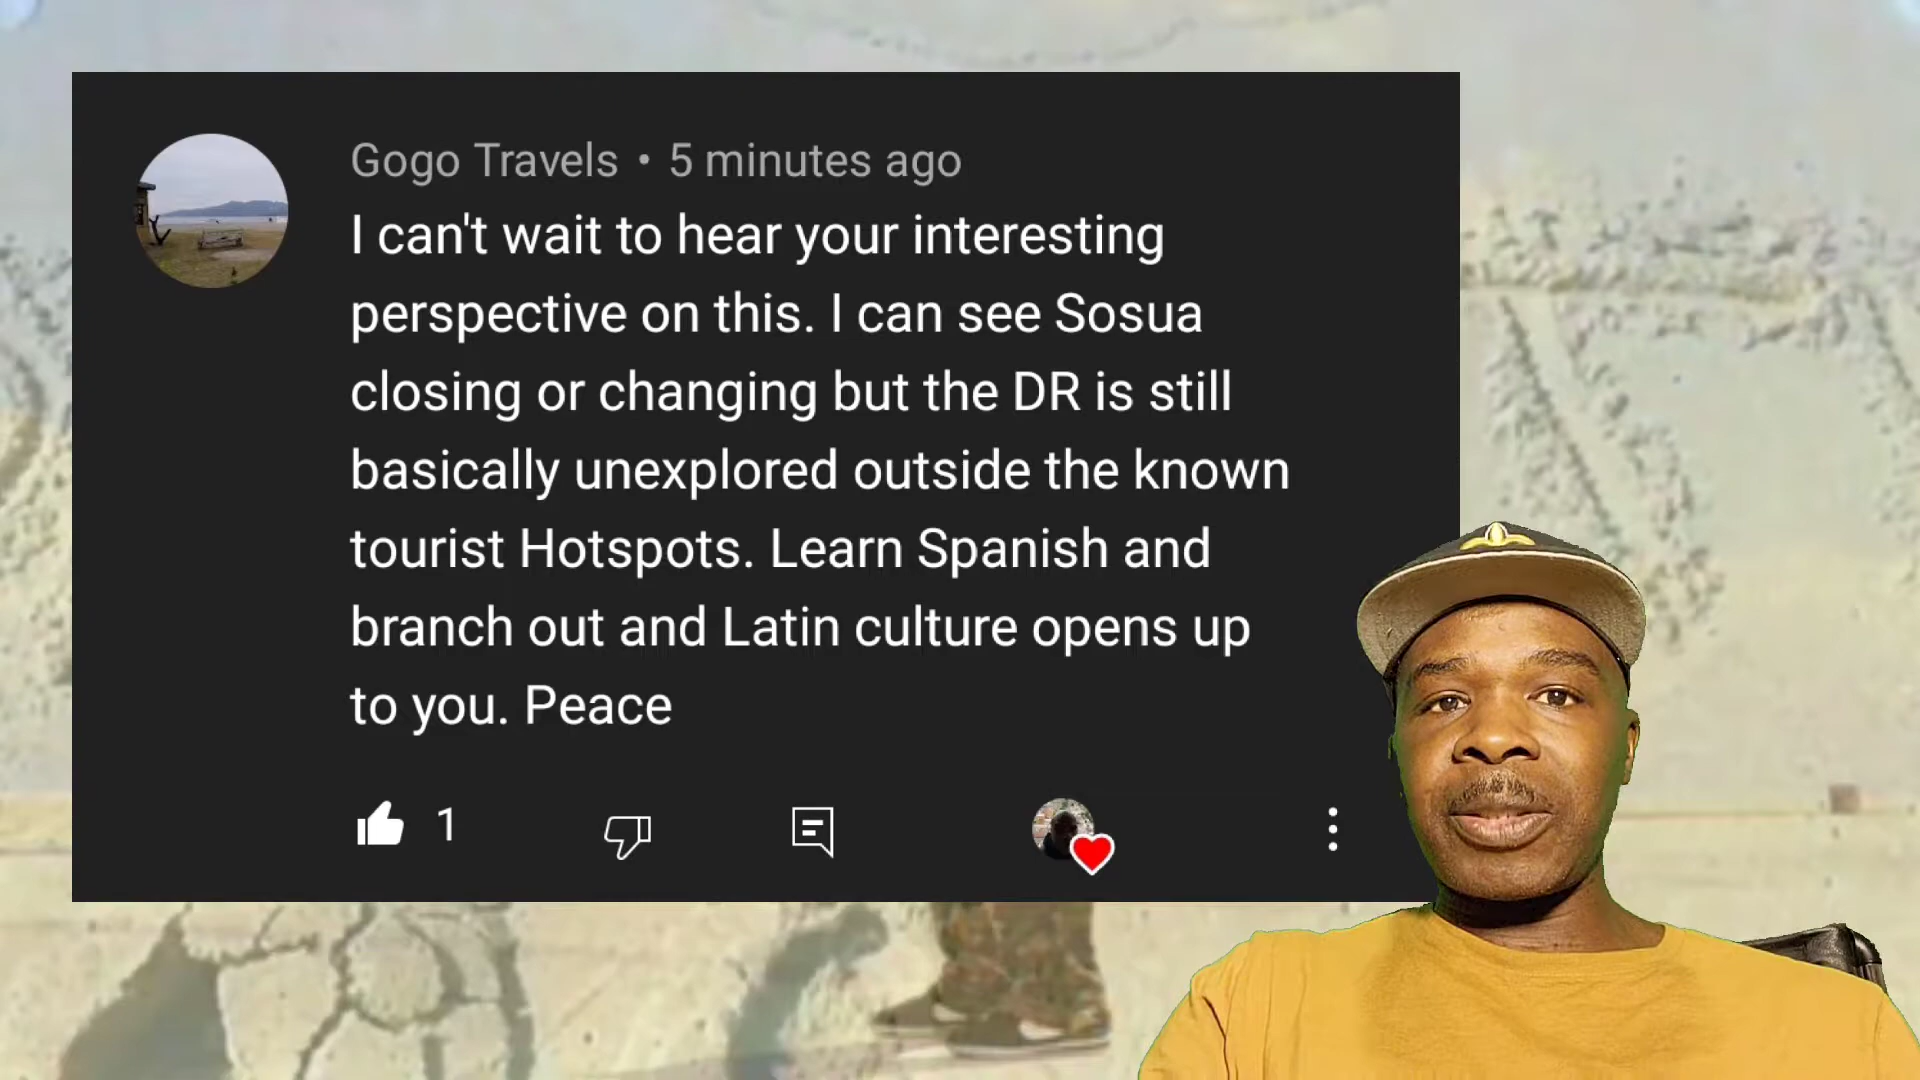 Gogo Travels • 5 minutes ago
I can't wait to hear your interesting
perspective on this. I can see Sosua
closing or changing but the DR is still
basically unexplored outside the known
tourist Hotspots. Learn Spanish and
branch out and Latin culture opens up
to you. Peace
1